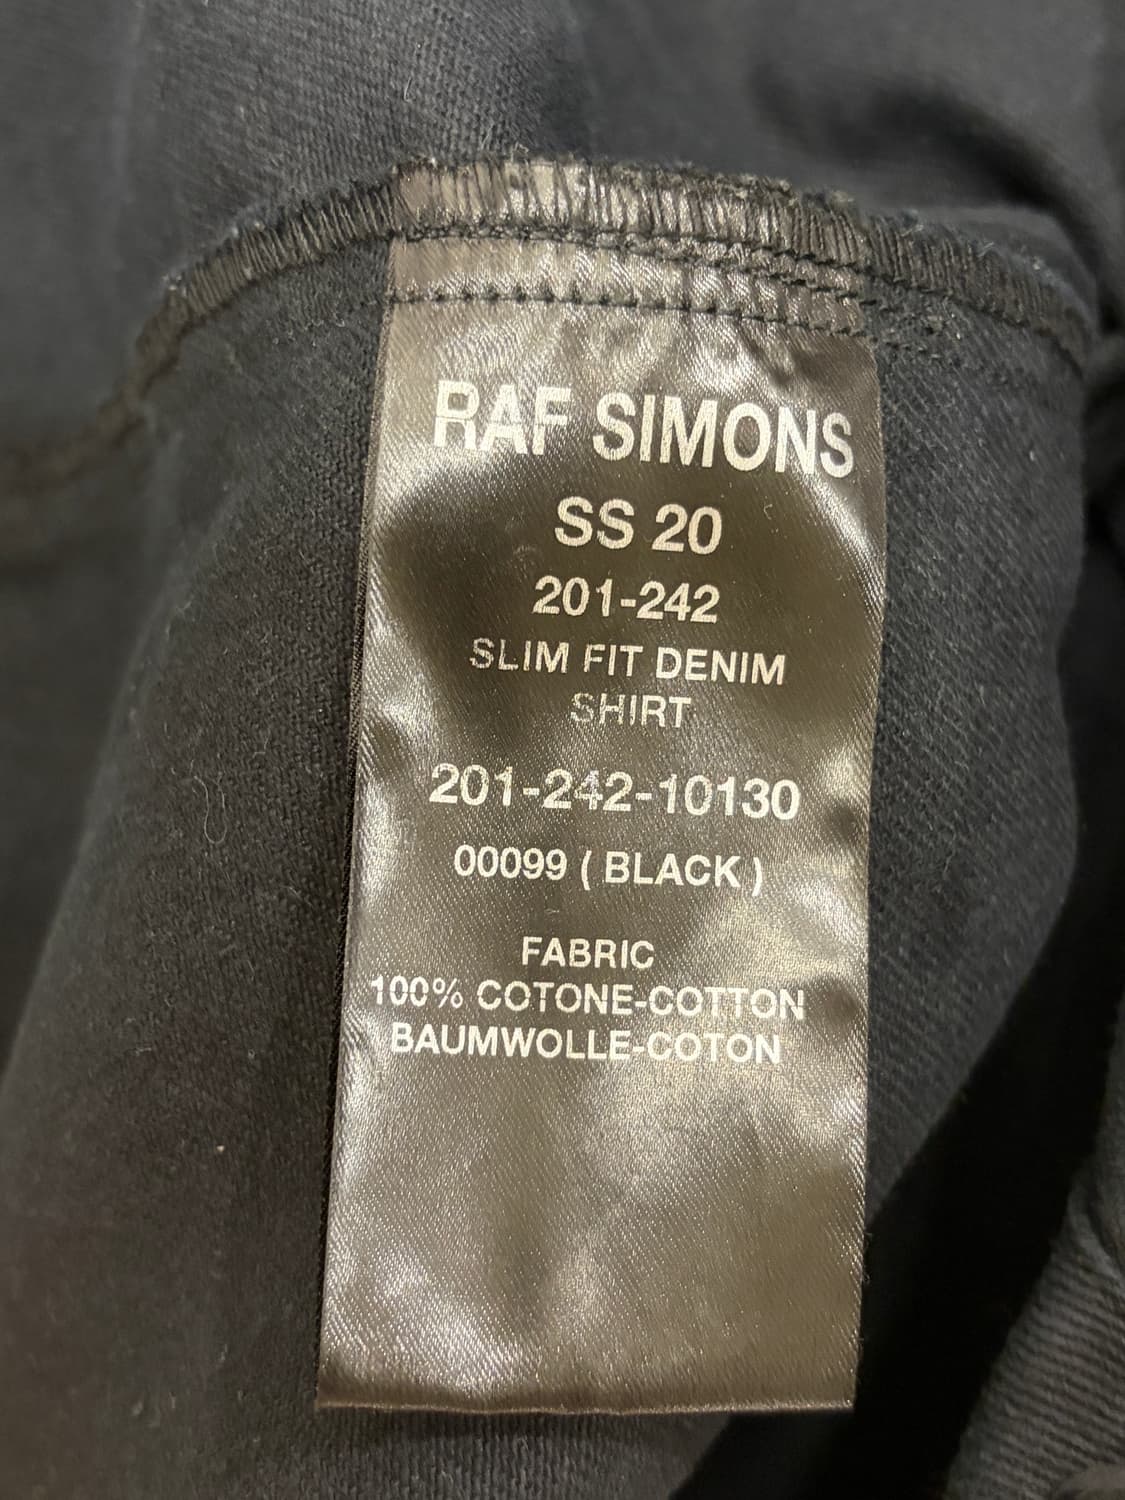 RAF SIMONS
SS 20
201-242
SLIM FIT DENIM
SHIRT
201-242-10130
00099 ( BLACK )
FABRIC
100% COTONE-COTTON
BAUMWOLLE-COTON